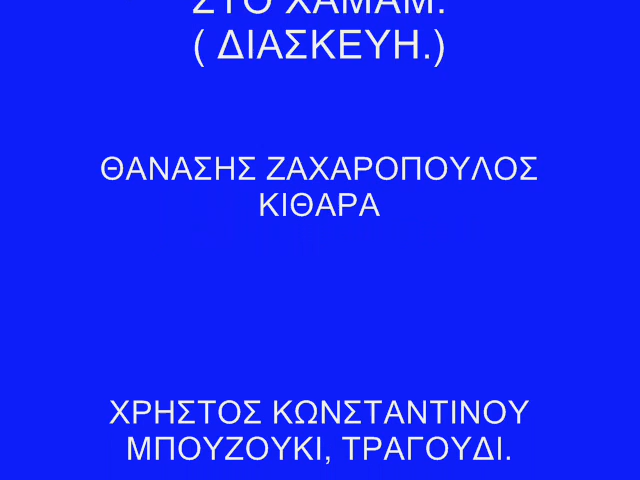 ΣΤΟ ΧΑΜΑΜ.
( ΔΙΑΣΚΕΥΗ.)
ΘΑΝΑΣΗΣ ΖΑΧΑΡΟΠΟΥΛΟΣ
ΚΙΘΑΡΑ
ΧΡΗΣΤΟΣ ΚΩΝΣΤΑΝΤΙΝΟΥ
ΜΠΟΥΖΟΥΚΙ, ΤΡΑΓΟΥΔΙ.